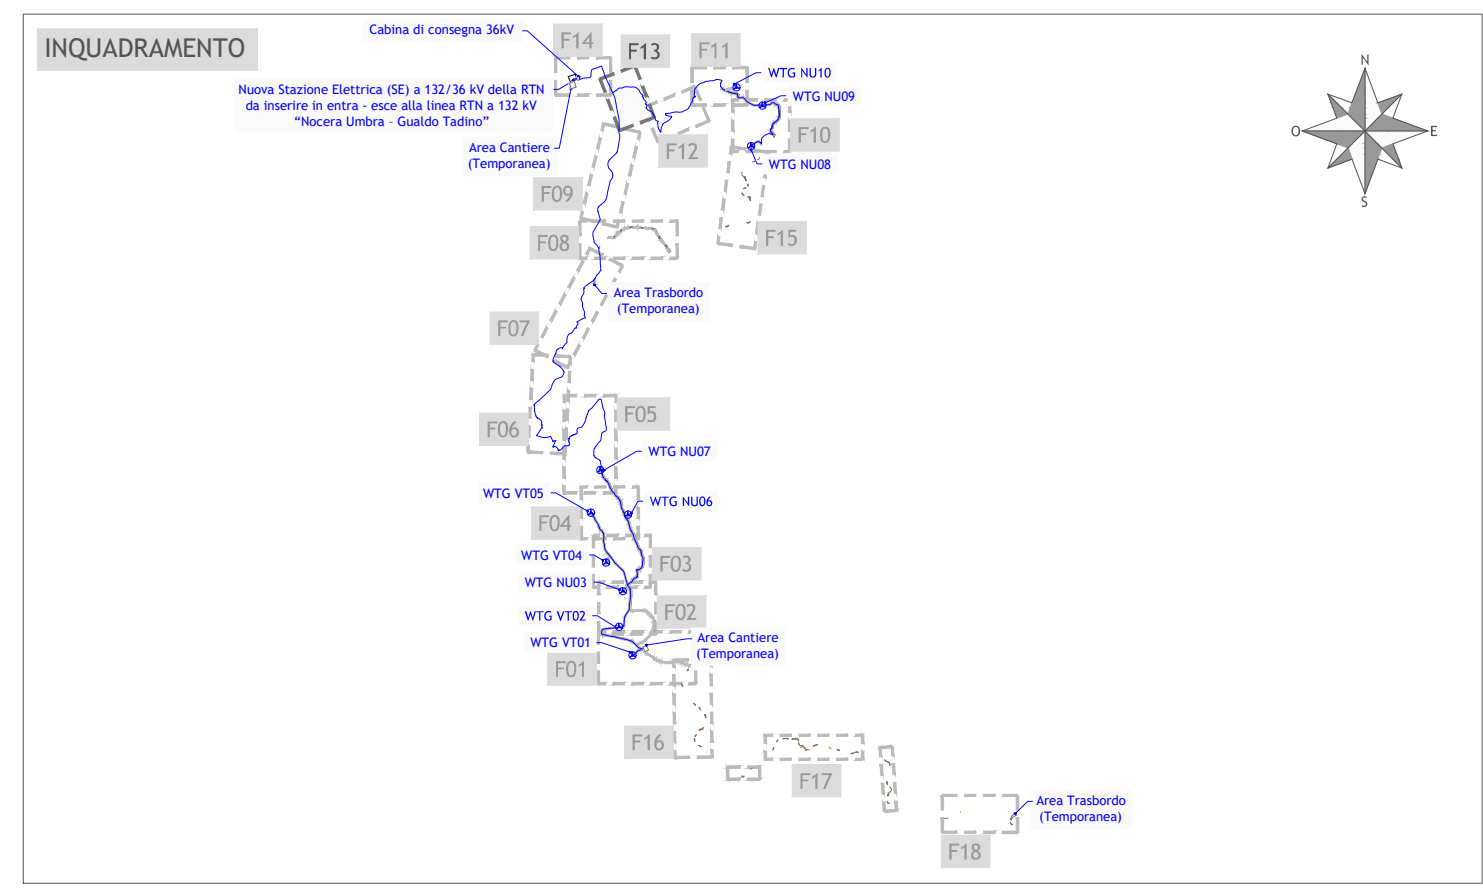 INQUADRAMENTO
Cabina di consegna 36kV
F14
F13
F11
WTG NU10
N
Nuova Stazione Elettrica (SE) a 132/36 kV della RTN
da inserire in entra - esce alla linea RTN a 132 kV
“Nocera Umbra - Gualdo Tadino”
WTG NU09
O
E
F10
Area Cantiere
(Temporanea)
F12
WTG NU08
S
F09
F08
F15
Area Trasbordo
(Temporanea)
F07
F05
F06
WTG NU07
WTG VT05
WTG NU06
F04
WTG VT04
F03
WTG NU03
F02
WTG VT02
WTG VT01
Area Cantiere
(Temporanea)
F01
F16
F17
Area Trasbordo
(Temporanea)
F18